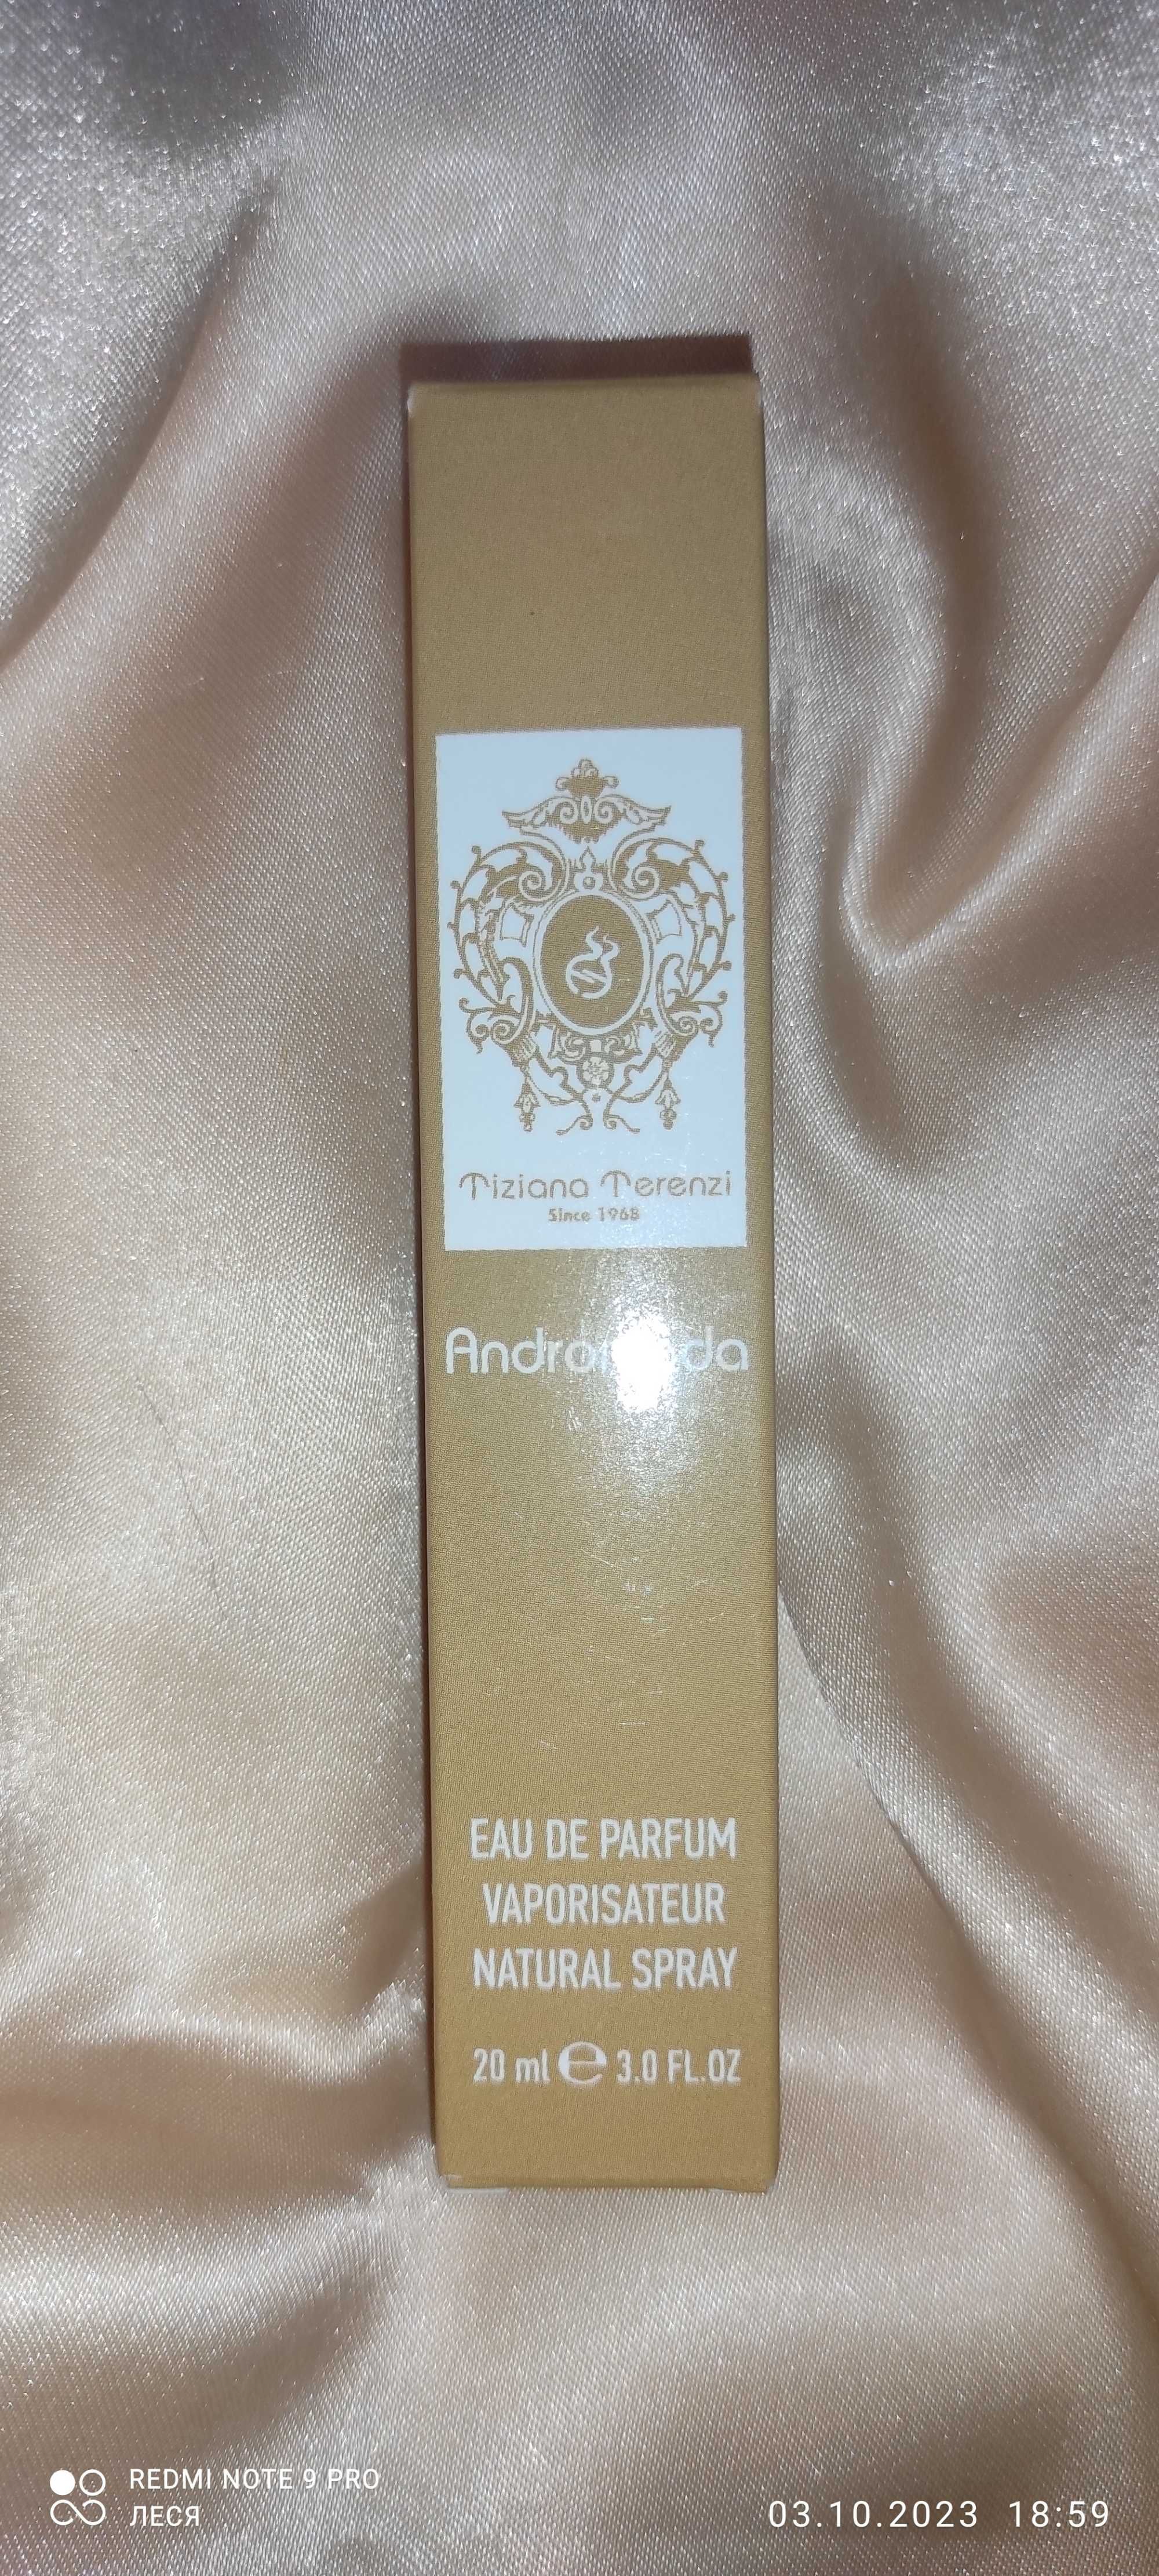 Tiziana Terenzi
Since 1968
EAU DE PARFUM
VAPORISATEUR
NATURAL SPRAY
20 ml e 3.0 FL.OZ
REDMI NOTE 9 PRO
ЛЕСЯ
03.10.2023 18:59